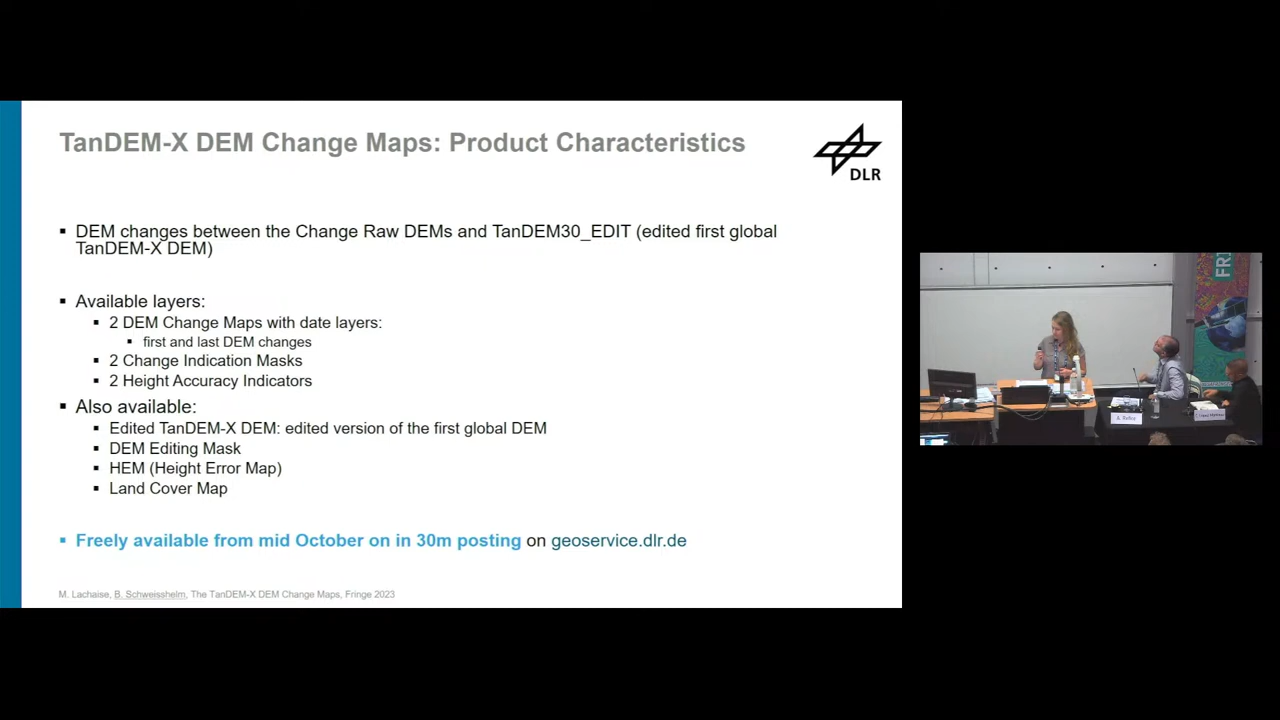 TanDEM-X DEM Change Maps: Product Characteristics
DLR
▪ DEM changes between the Change Raw DEMs and TanDEM30_EDIT (edited first global
TanDEM-X DEM)
▪ Available layers:
▪ 2 DEM Change Maps with date layers:
▪ first and last DEM changes
▪ 2 Change Indication Masks
▪ 2 Height Accuracy Indicators
▪ Also available:
▪ Edited TanDEM-X DEM: edited version of the first global DEM
▪ DEM Editing Mask
▪ HEM (Height Error Map)
▪ Land Cover Map
▪ Freely available from mid October on in 30m posting on geoservice.dlr.de
M. Lachaise, B. Schweisshelm, The TanDEM-X DEM Change Maps, Fringe 2023
FRI